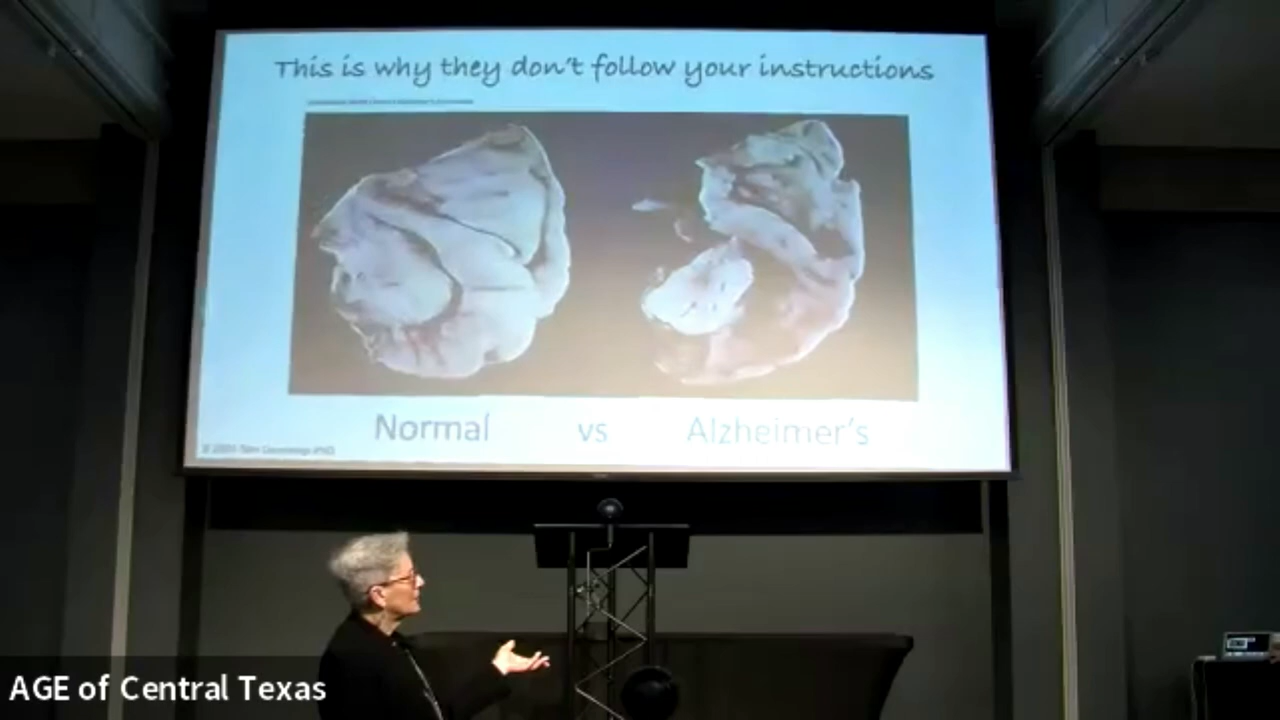 This is why they don't follow your instructions
Normal vs Alzheimer's
AGE of Central Texas